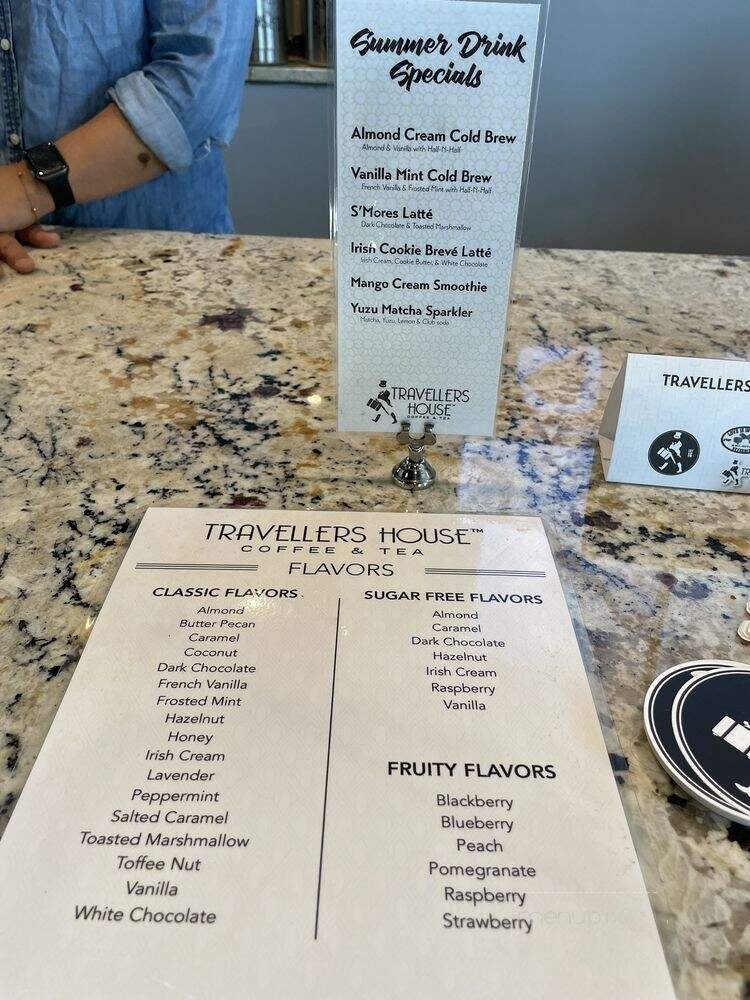 Summer Drink
Specials
Almond Cream Cold Brew
Almond & Vanilla with Half-N-Half
Vanilla Mint Cold Brew
French Vanilla & Frosted Mint with Half-N-Half
S'Mores Latté
Dark Chocolate & Toasted Marshmallow
Irish Cookie Brevé Latté
Irish Cream, Cookie Butter, & White Chocolate
Mango Cream Smoothie
Yuzu Matcha Sparkler
Matcha, Yuzu, Lemon & Club soda
TRAVELLERS
HOUSE™
COFFEE & TEA
TRAVELLERS
TRAVELLERS HOUSE™
COFFEE & TEA
FLAVORS
CLASSIC FLAVORS
Almond
Butter Pecan
Caramel
Coconut
Dark Chocolate
French Vanilla
Frosted Mint
Hazelnut
Honey
Irish Cream
Lavender
Peppermint
Salted Caramel
Toasted Marshmallow
Toffee Nut
Vanilla
White Chocolate
SUGAR FREE FLAVORS
Almond
Caramel
Dark Chocolate
Hazelnut
Irish Cream
Raspberry
Vanilla
FRUITY FLAVORS
Blackberry
Blueberry
Peach
Pomegranate
Raspberry
Strawberry